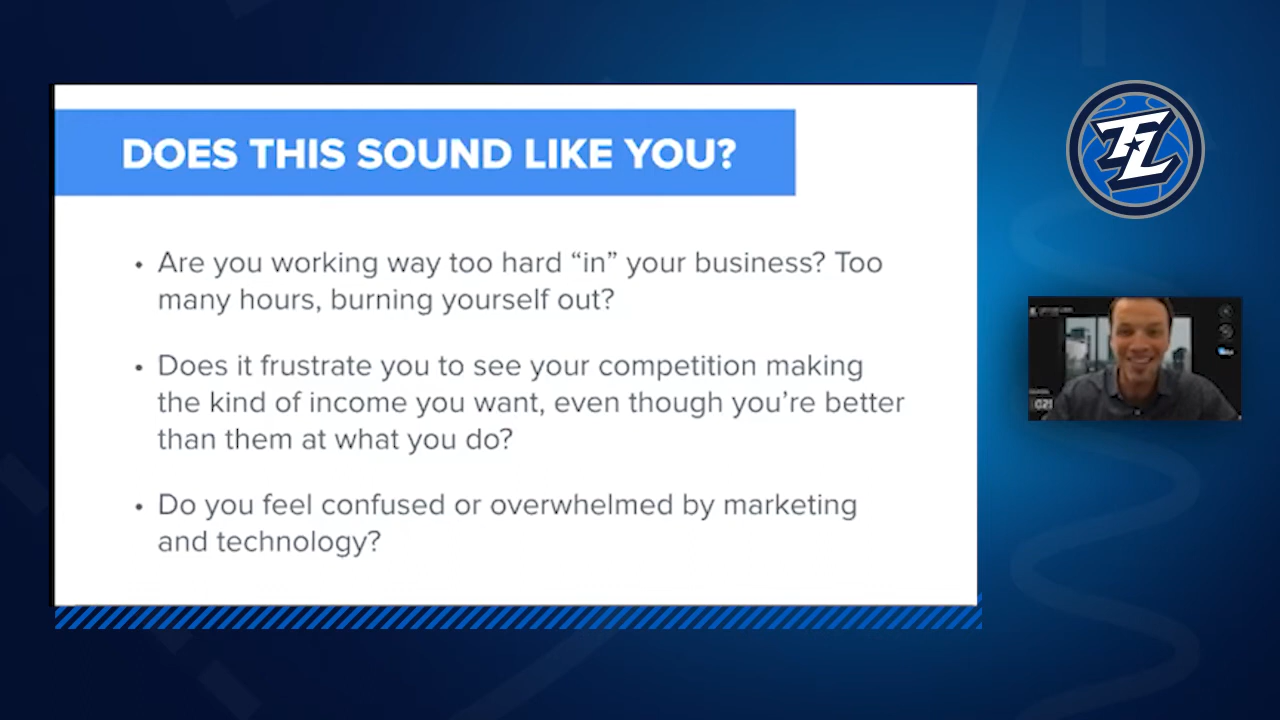 DOES THIS SOUND LIKE YOU?
• Are you working way too hard “in” your business? Too
many hours, burning yourself out?
• Does it frustrate you to see your competition making
the kind of income you want, even though you’re better
than them at what you do?
• Do you feel confused or overwhelmed by marketing
and technology?
TL